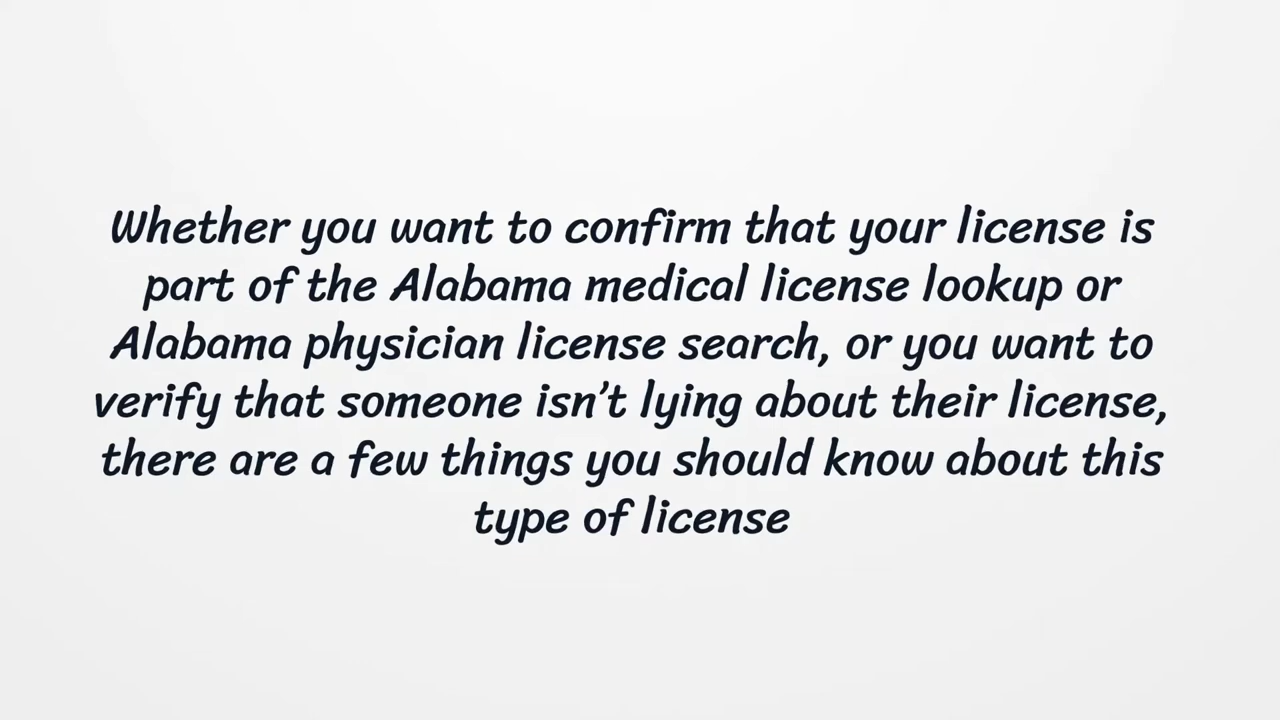 Whether you want to confirm that your license is
part of the Alabama medical license lookup or
Alabama physician license search, or you want to
verify that someone isn’t lying about their license,
there are a few things you should know about this
type of license